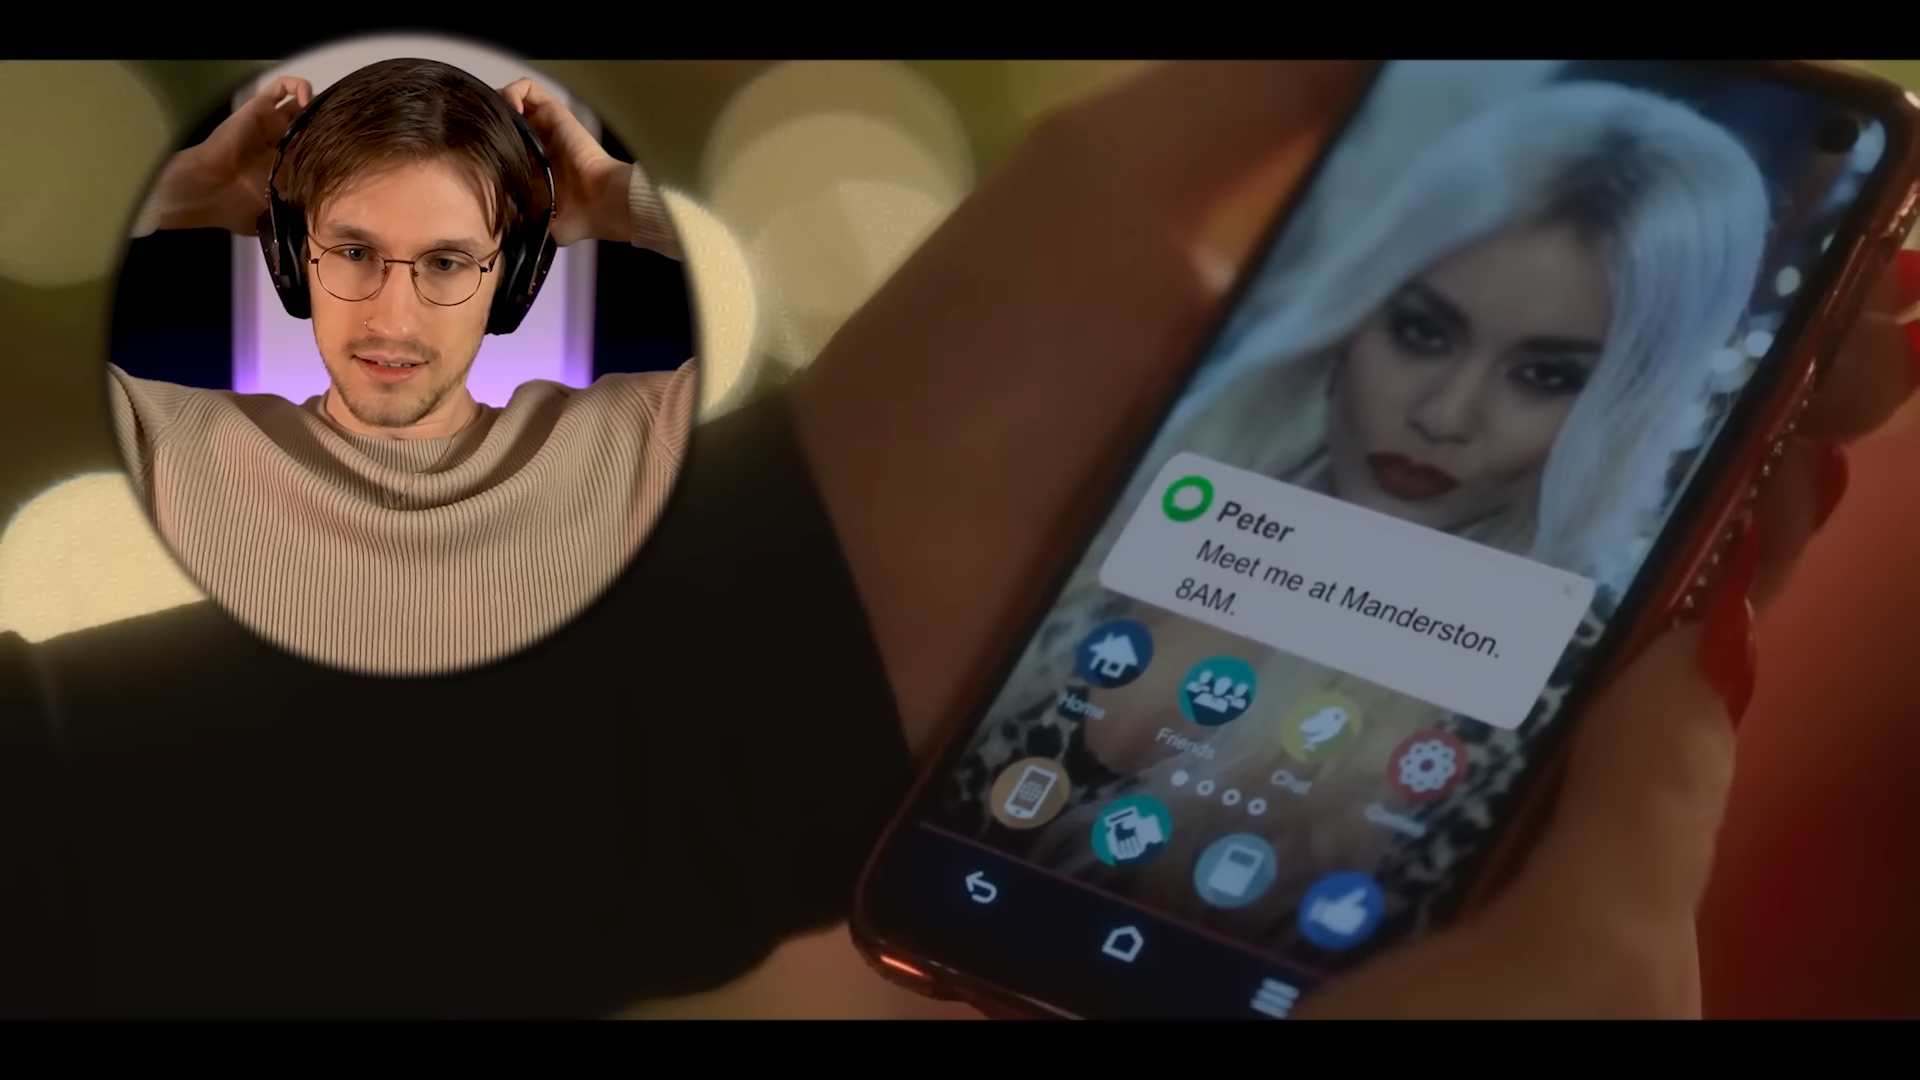 Peter
Meet me at Manderston.
8AM.
Home
Friends
Chat